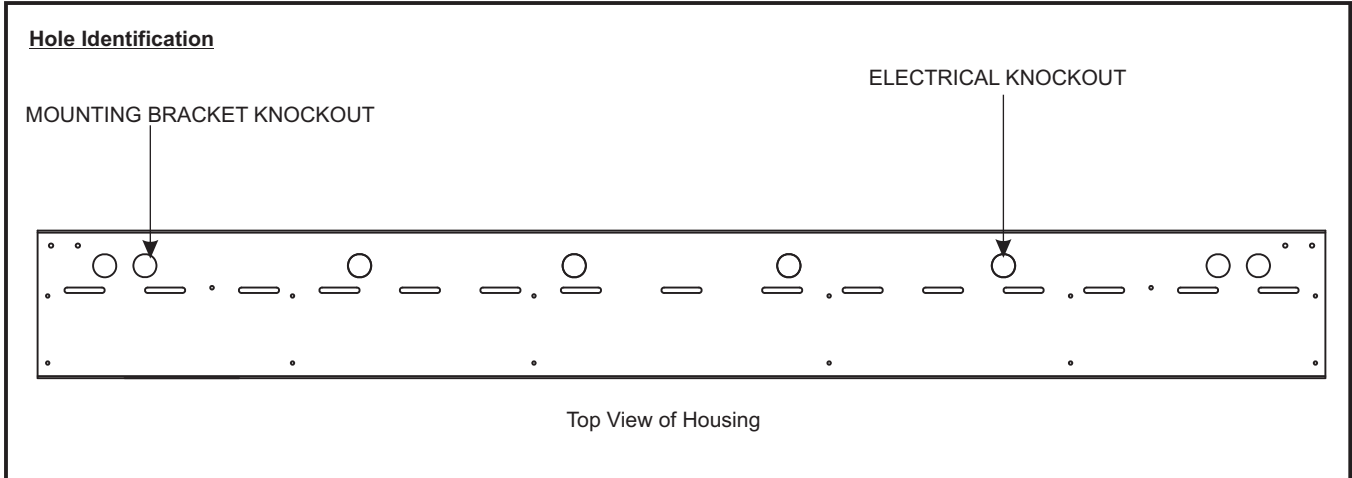 Hole Identification
ELECTRICAL KNOCKOUT
MOUNTING BRACKET KNOCKOUT
Top View of Housing